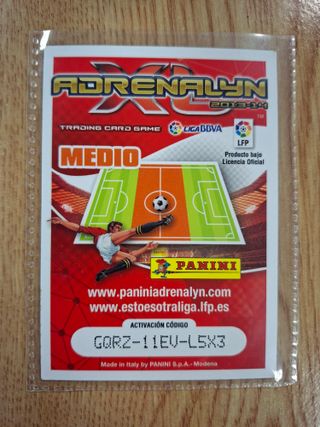 ADRENALYN
XL
2013-14
TM
TRADING CARD GAME
LIGA BBVA
LFP
MEDIO
Producto bajo
Licencia Oficial
PANINI
www.paniniadrenalyn.com
www.estoesotraliga.lfp.es
ACTIVACIÓN CÓDIGO
GQRZ-11EV-L5X3
Made in Italy by PANINI S.p.A.- Modena